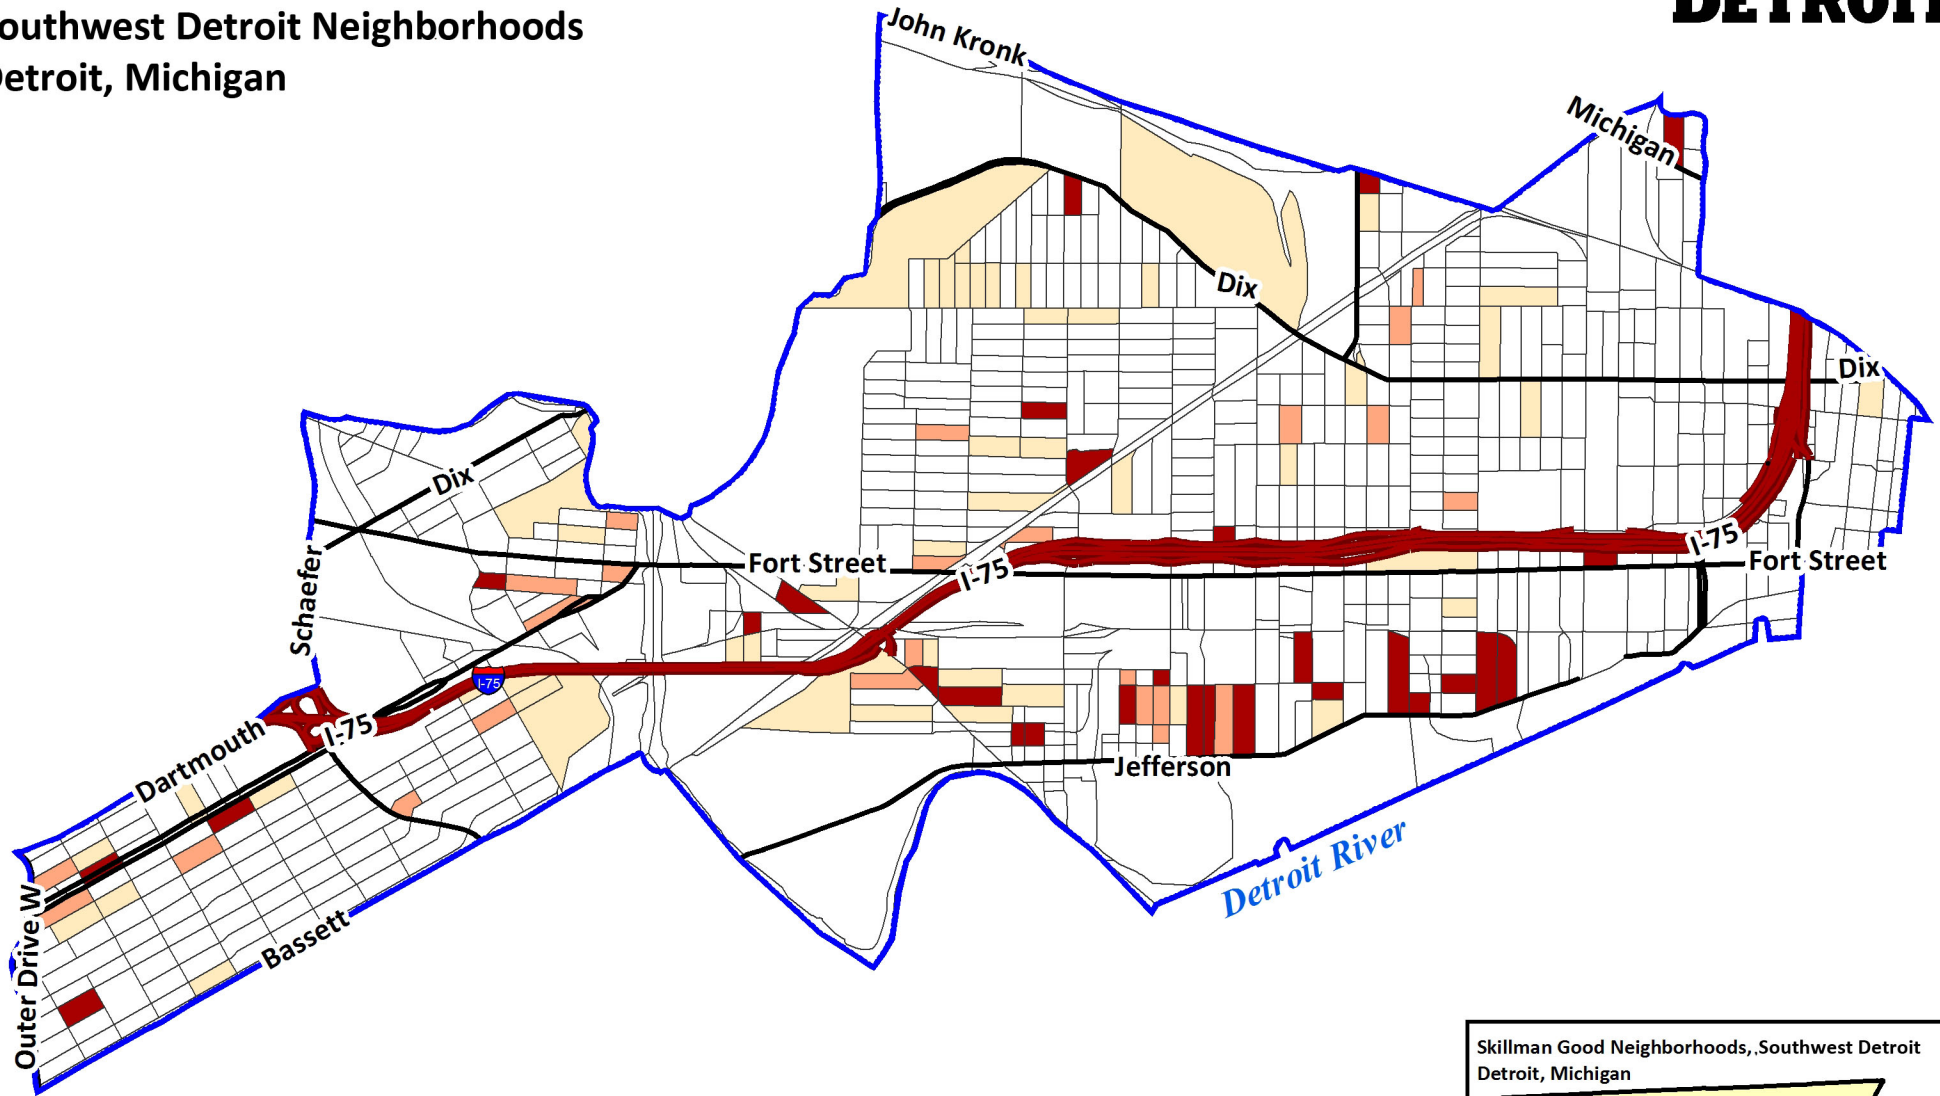 outhwest Detroit Neighborhoods
etroit, Michigan
DETROIT
John Kronk
Michigan
Dix
Dix
Dix
Schaefer
Fort Street
I-75
I-75
Fort Street
I-75
I-75
Dartmouth
Jefferson
Detroit River
Outer Drive W
Bassett
Skillman Good Neighborhoods, Southwest Detroit
Detroit, Michigan